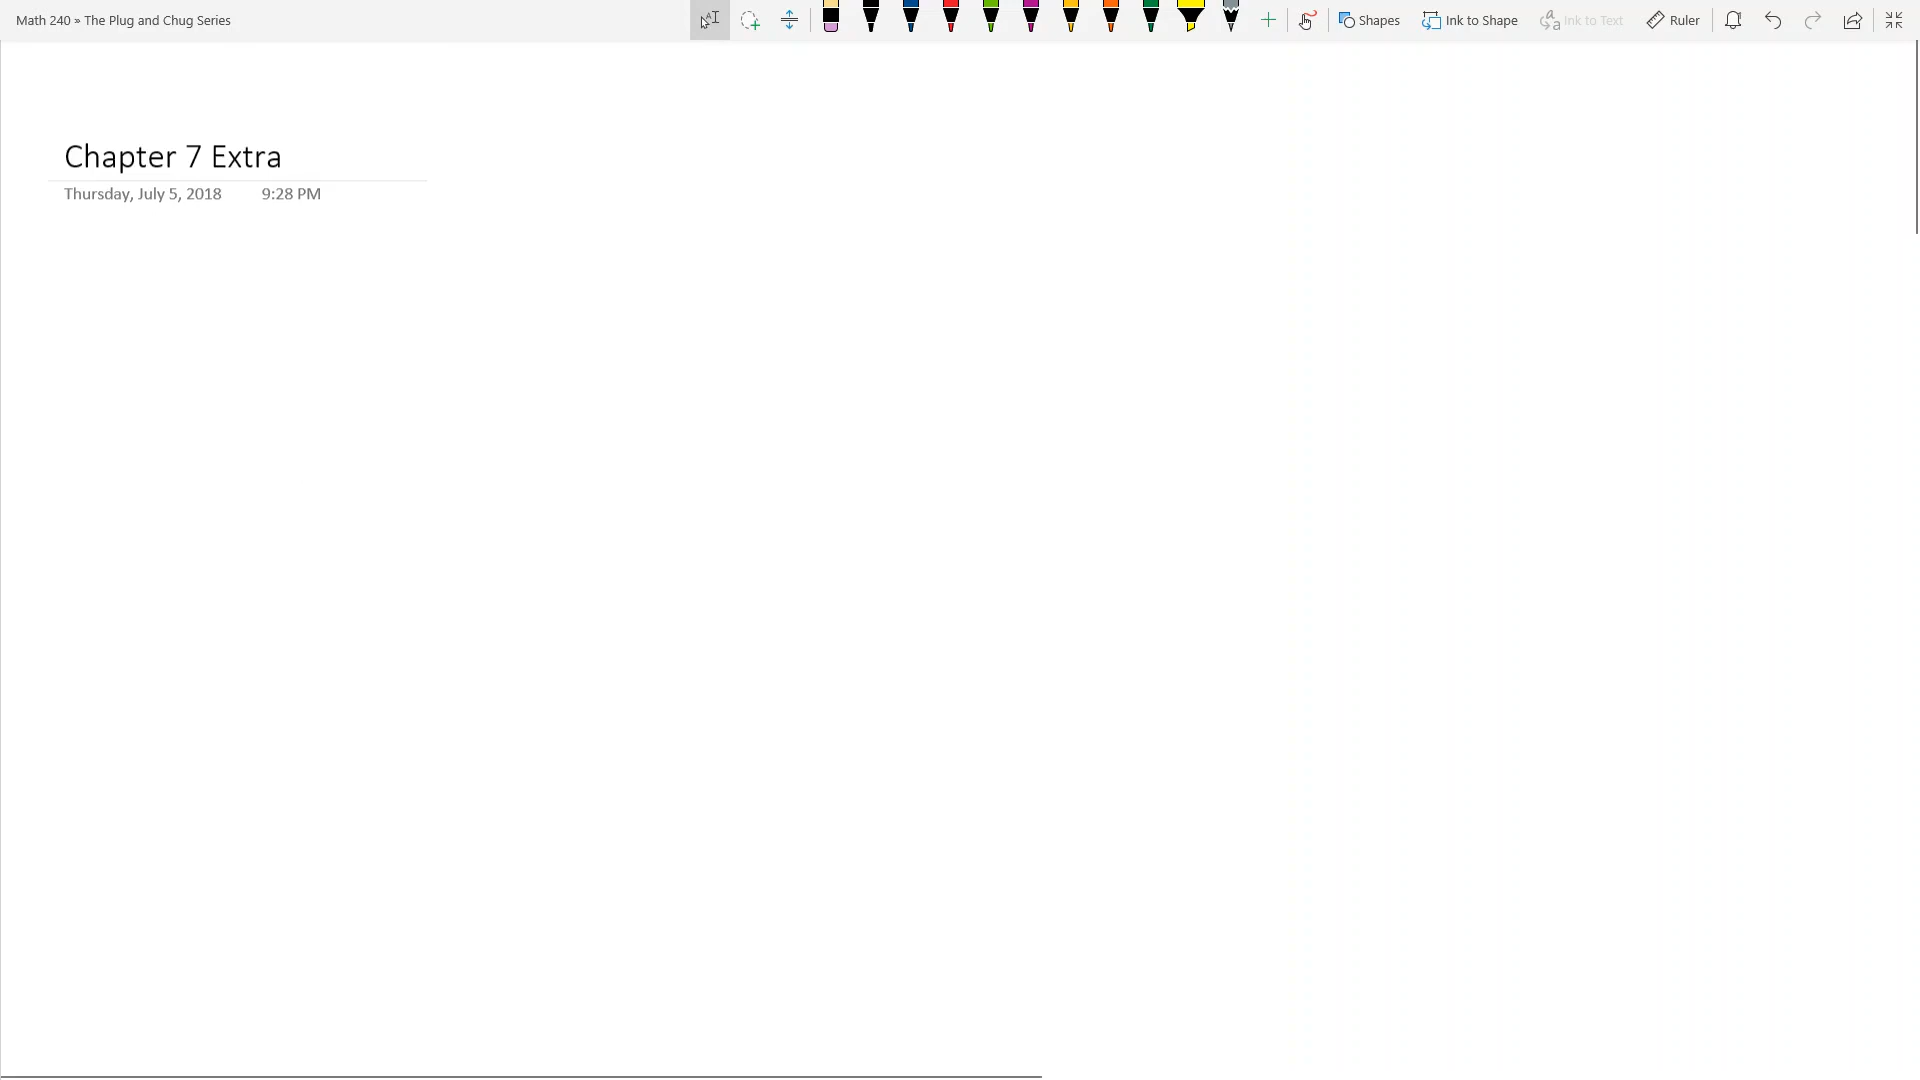 Math 240 » The Plug and Chug Series
Shapes
Ink to Shape
Ink to Text
Ruler
Chapter 7 Extra
Thursday, July 5, 2018 9:28 PM